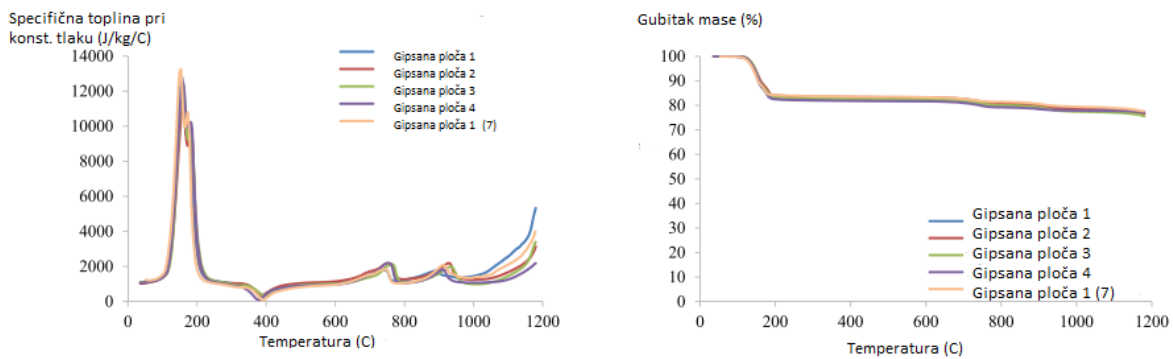 Specifična toplina pri
konst. tlaku (J/kg/C)
14000
12000
10000
8000
6000
4000
2000
0
0
200
400
600
800
1000
1200
Temperatura (C)
Gipsana ploča 1
Gipsana ploča 2
Gipsana ploča 3
Gipsana ploča 4
Gipsana ploča 1 (7)
Gubitak mase (%)
100
90
80
70
60
50
40
30
20
10
0
0
200
400
600
800
1000
1200
Temperatura (C)
Gipsana ploča 1
Gipsana ploča 2
Gipsana ploča 3
Gipsana ploča 4
Gipsana ploča 1 (7)